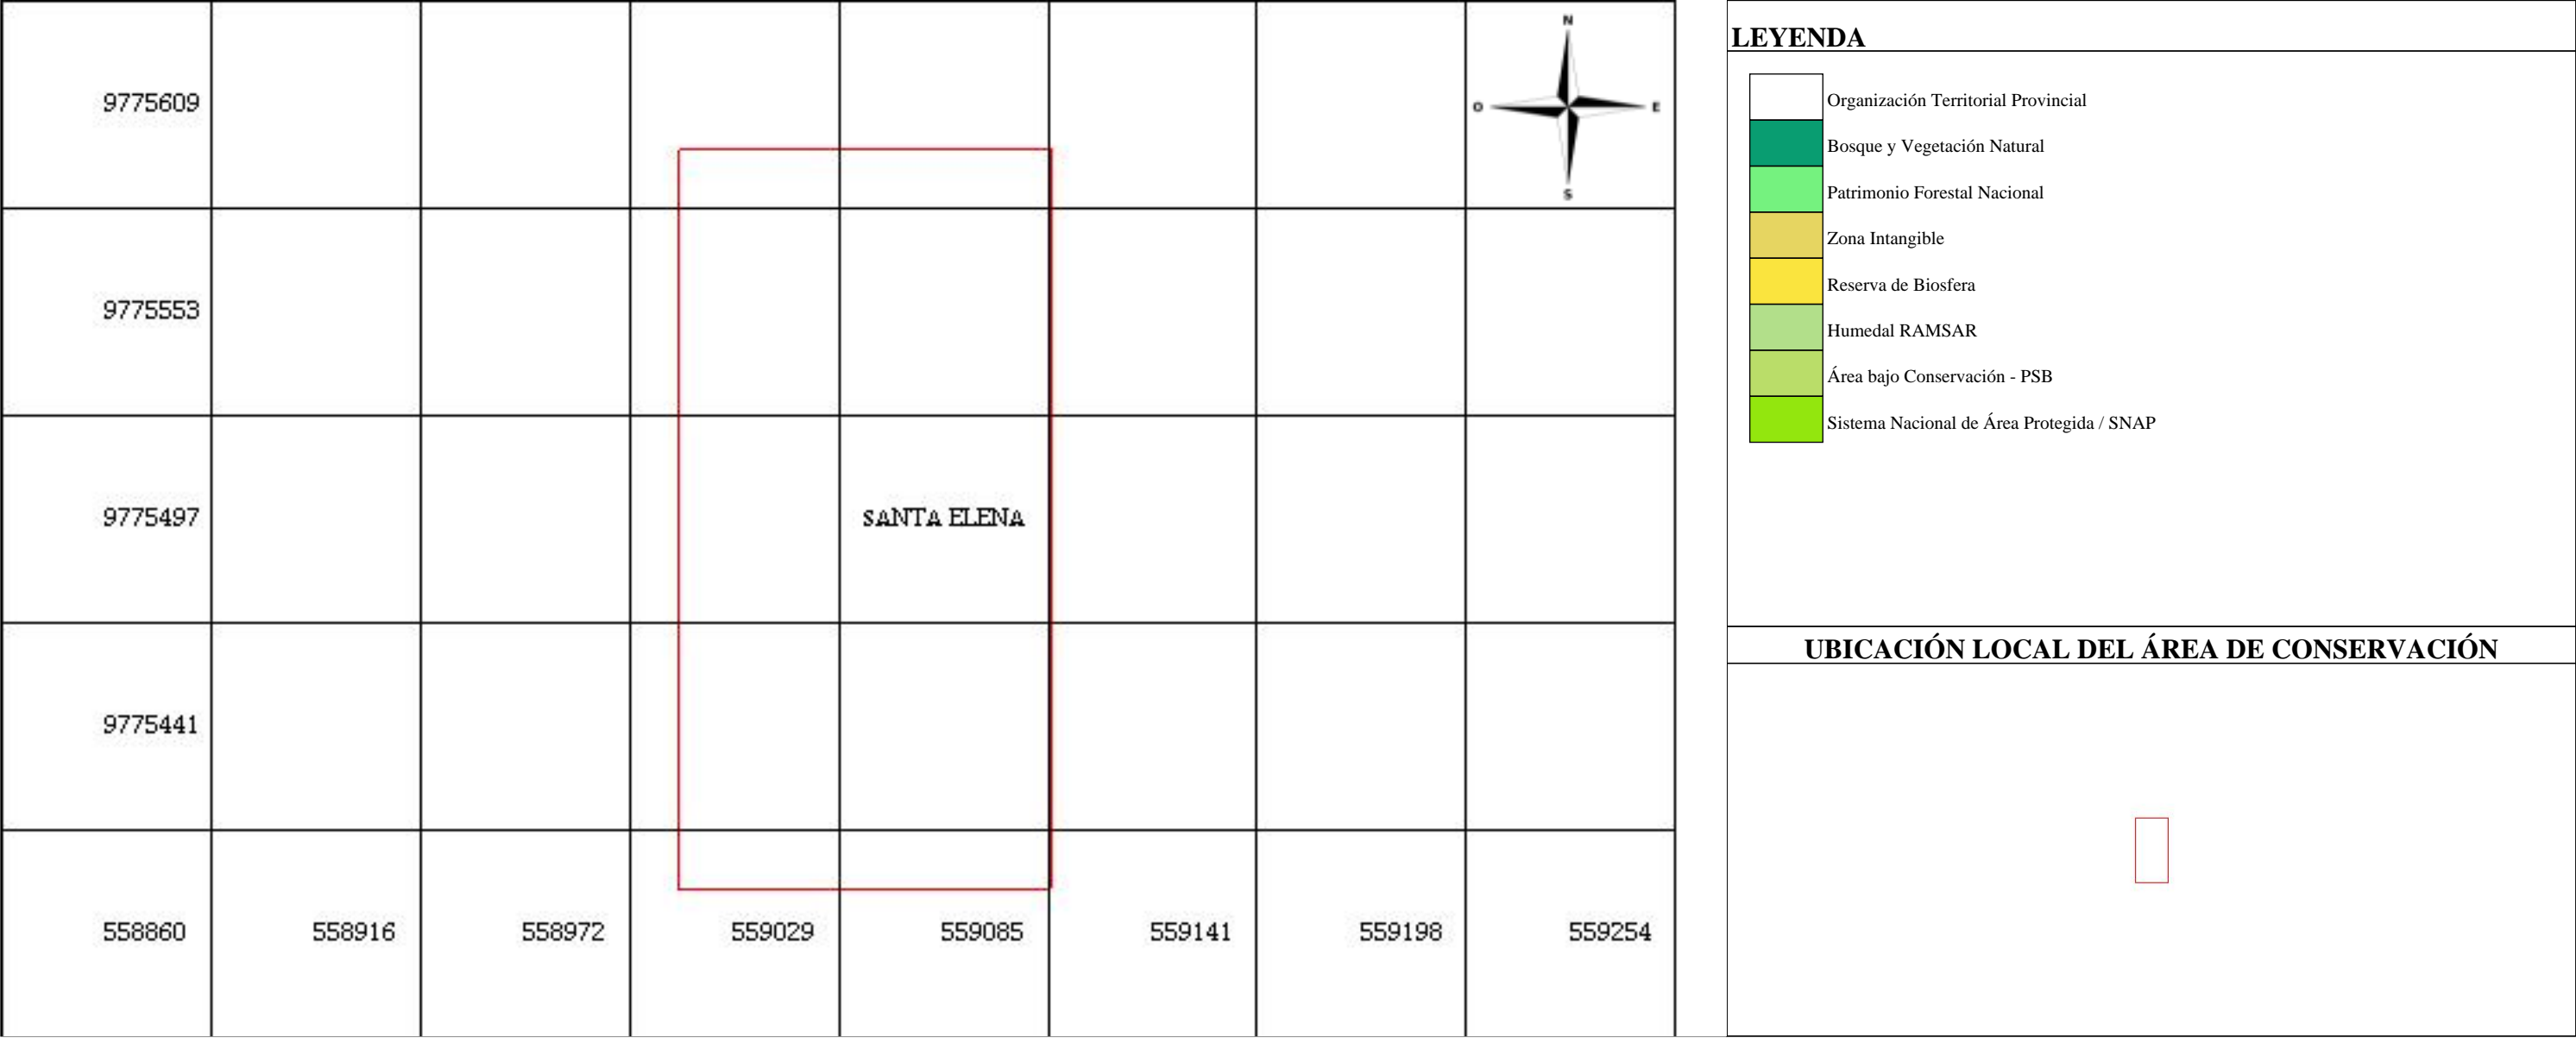 9775609
N
O
E
S
9775553
9775497
SANTA ELENA
9775441
558860
558916
558972
559029
559085
559141
559198
559254
LEYENDA
Organización Territorial Provincial
Bosque y Vegetación Natural
Patrimonio Forestal Nacional
Zona Intangible
Reserva de Biosfera
Humedal RAMSAR
Área bajo Conservación - PSB
Sistema Nacional de Área Protegida / SNAP
UBICACIÓN LOCAL DEL ÁREA DE CONSERVACIÓN